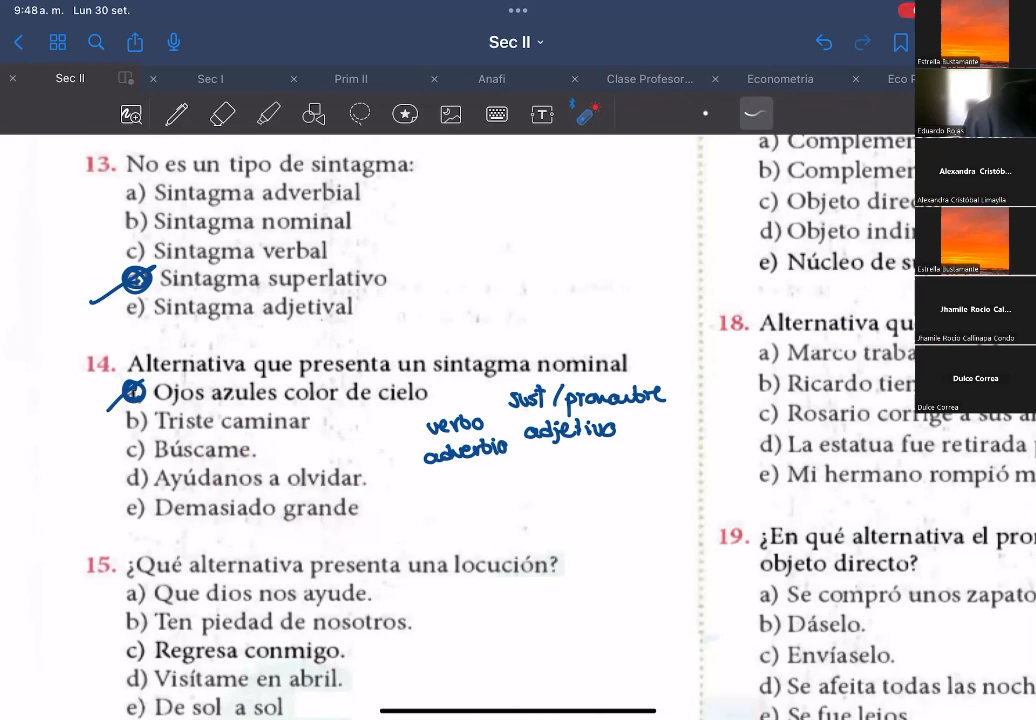 9:48 a. m. Lun 30 set.
Sec II
Sec II
Sec I
Prim II
Anafi
Clase Profesor...
Econometria
Eco P
13. No es un tipo de sintagma:
a) Sintagma adverbial
b) Sintagma nominal
c) Sintagma verbal
Sintagma superlativo
e) Sintagma adjetival
14. Alternativa que presenta un sintagma nominal
Ojos azules color de cielo
b) Triste caminar
c) Búscame.
d) Ayúdanos a olvidar.
e) Demasiado grande
sust / pronombre
verbo adjetivo
adverbio
15. ¿Qué alternativa presenta una locución?
a) Que dios nos ayude.
b) Ten piedad de nosotros.
c) Regresa conmigo.
d) Visítame en abril.
e) De sol a sol
a) Complemen
b) Complemen
c) Objeto dire
d) Objeto indi
e) Núcleo de s
18. Alternativa qu
a) Marco traba
b) Ricardo tien
c) Rosario corrige a sus a
d) La estatua fue retirada
e) Mi hermano rompió m
19. ¿En qué alternativa el pro
objeto directo?
a) Se compró unos zapato
b) Dáselo.
c) Envíaselo.
d) Se afeita todas las noch
e) Se fue lejos
Estrella Bustamante
Eduardo Rojas
Alexandra Cristób...
Alexandra Cristóbal Limaylla
Estrella Bustamante
Jhamile Rocio Cal...
Jhamile Rocio Callinapa Condo
Dulce Correa
Dulce Correa